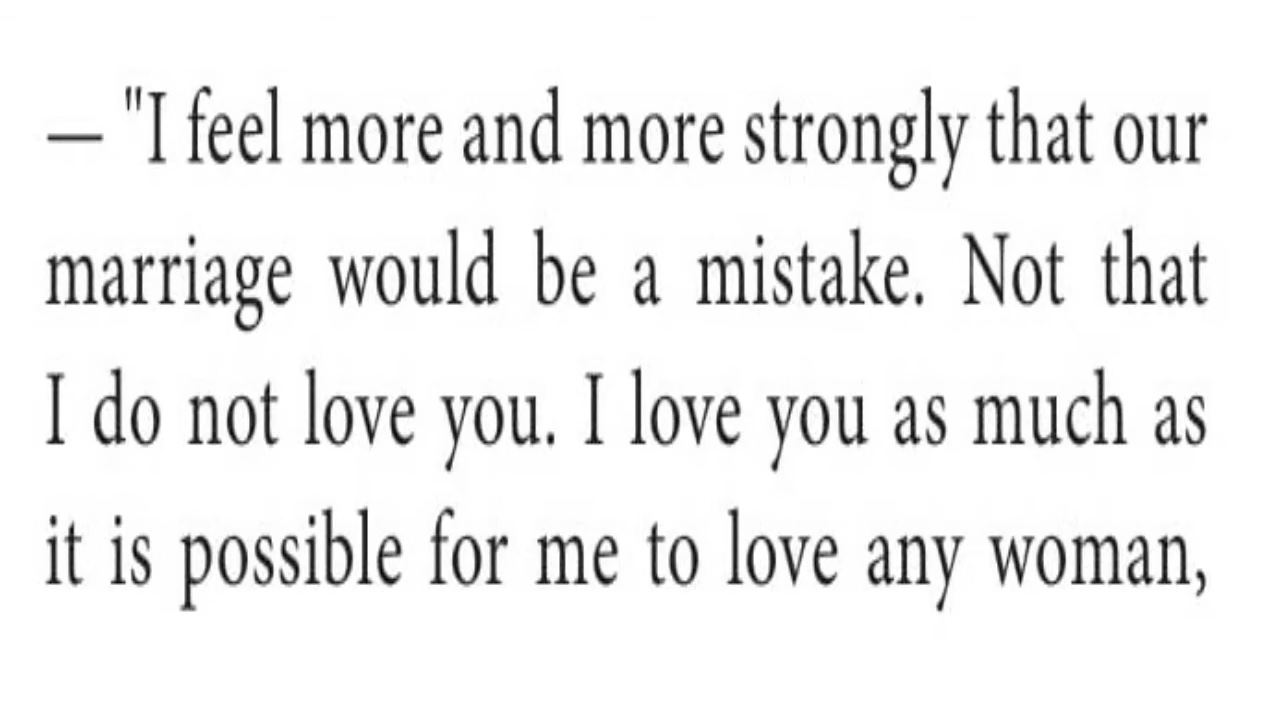 — "I feel more and more strongly that our
marriage would be a mistake. Not that
I do not love you. I love you as much as
it is possible for me to love any woman,